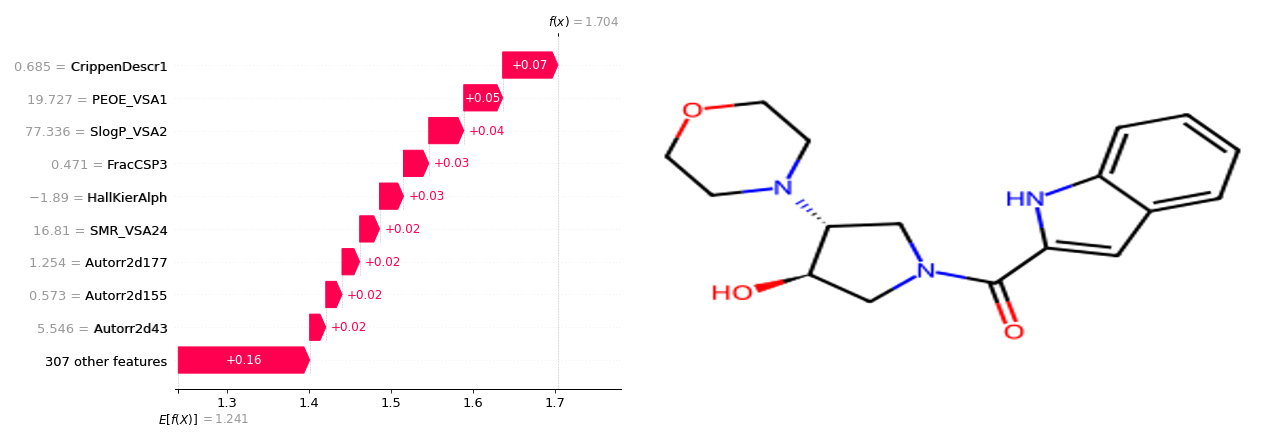 f(x) = 1.704
0.685 = CrippenDescr1
+0.07
19.727 = PEOE_VSA1
+0.05
77.336 = SlogP_VSA2
+0.04
0.471 = FracCSP3
+0.03
−1.89 = HallKierAlph
+0.03
16.81 = SMR_VSA24
+0.02
1.254 = Autorr2d177
+0.02
0.573 = Autorr2d155
+0.02
5.546 = Autorr2d43
+0.02
307 other features
+0.16
1.3 1.4 1.5 1.6 1.7
E[f(X)] = 1.241
O
N
HN
N
HO
O